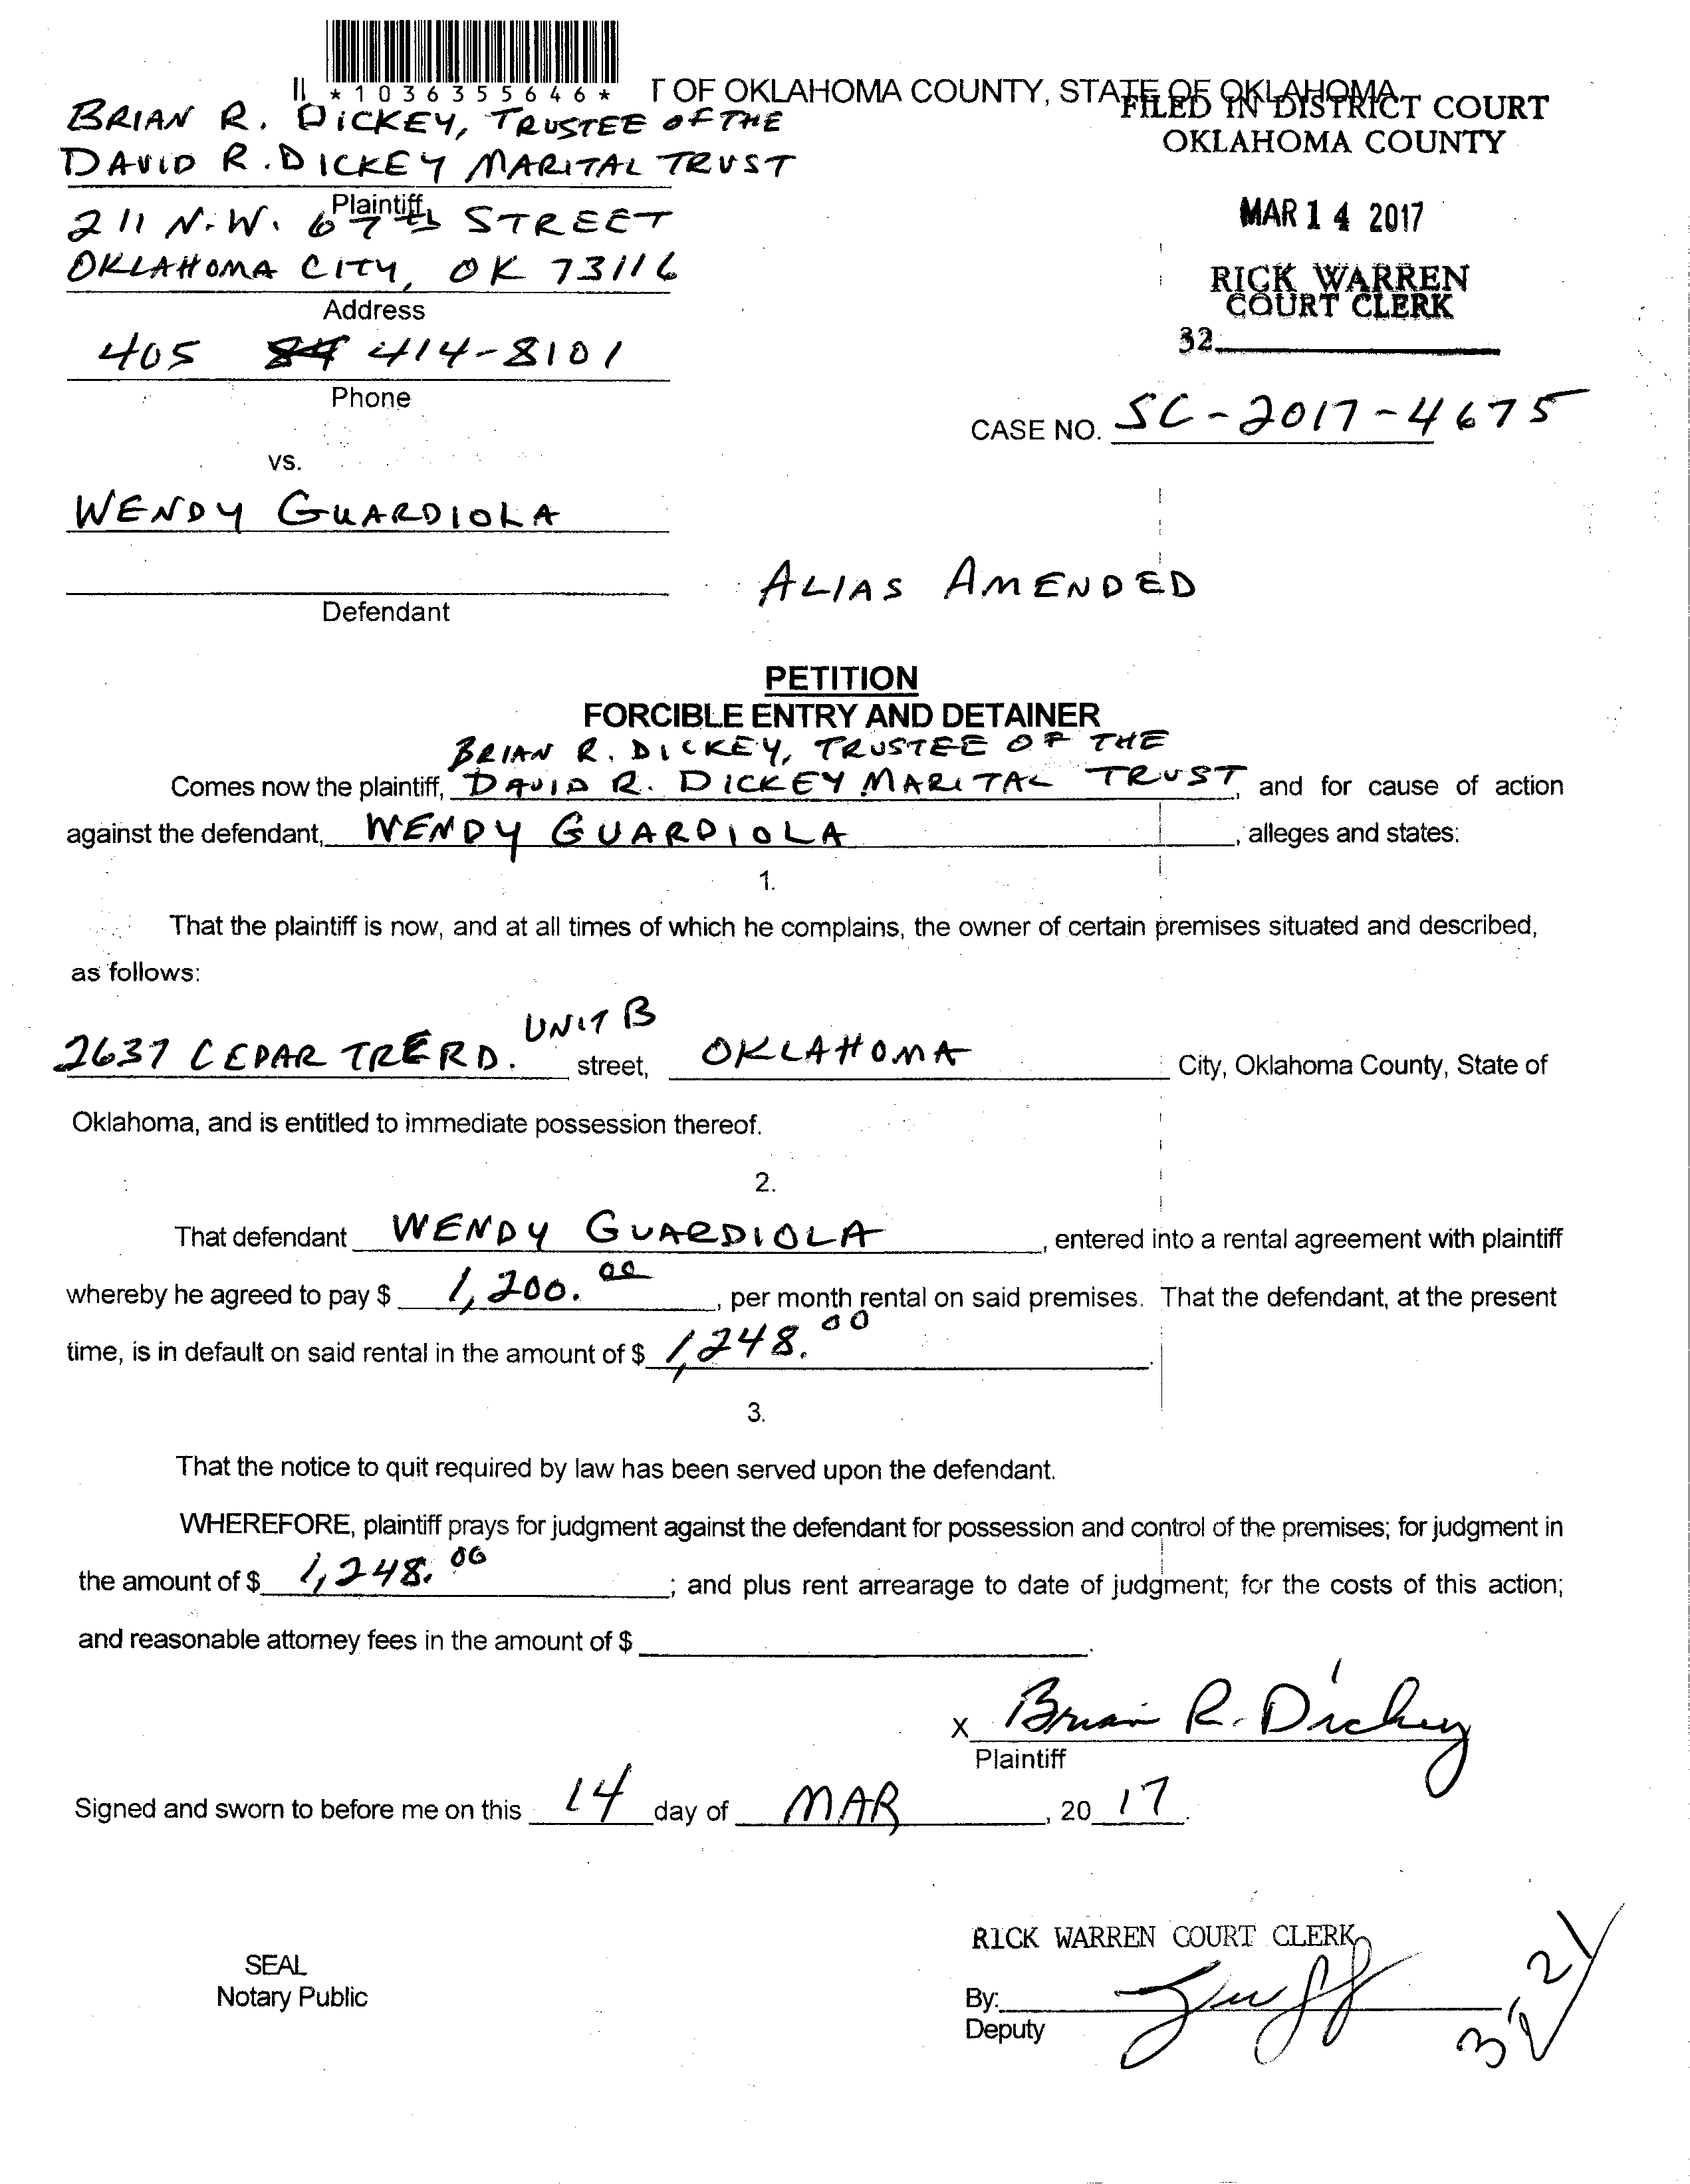 *1036355646*
T OF OKLAHOMA COUNTY, STATE OF OKLAHOMA
FILED IN DISTRICT COURT
OKLAHOMA COUNTY
MAR 14 2017
RICK WARREN
COURT CLERK
32
BRIAN R. DICKEY, TRUSTEE OF THE
DAVID R. DICKEY MARITAL TRUST
Plaintiff
211 N.W. 67th STREET
OKLAHOMA CITY, OK 73116
Address
405 414-8101
Phone
CASE NO. SC-2017-4675
vs.
WENDY GUARDIOLA
ALIAS AMENDED
Defendant
PETITION
FORCIBLE ENTRY AND DETAINER
BRIAN R. DICKEY, TRUSTEE OF THE
Comes now the plaintiff, DAVID R. DICKEY MARITAL TRUST, and for cause of action
against the defendant, WENDY GUARDIOLA, alleges and states:
1.
That the plaintiff is now, and at all times of which he complains, the owner of certain premises situated and described,
as follows:
UNIT B
2637 CEDAR TRE RD. street, OKLAHOMA City, Oklahoma County, State of
Oklahoma, and is entitled to immediate possession thereof.
2.
That defendant WENDY GUARDIOLA, entered into a rental agreement with plaintiff
whereby he agreed to pay $ 1,200.00, per month rental on said premises. That the defendant, at the present
time, is in default on said rental in the amount of $ 1,248.00.
3.
That the notice to quit required by law has been served upon the defendant.
WHEREFORE, plaintiff prays for judgment against the defendant for possession and control of the premises; for judgment in
the amount of $ 1,248.00; and plus rent arrearage to date of judgment; for the costs of this action;
and reasonable attorney fees in the amount of $ .
x Brian R. Dickey
Plaintiff
Signed and sworn to before me on this 14 day of MAR, 20 17.
RICK WARREN COURT CLERK
SEAL
Notary Public
By:
Deputy